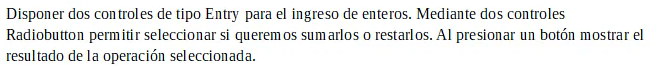 Disponer dos controles de tipo Entry para el ingreso de enteros. Mediante dos controles
Radiobutton permitir seleccionar si queremos sumarlos o restarlos. Al presionar un botón mostrar el
resultado de la operación seleccionada.